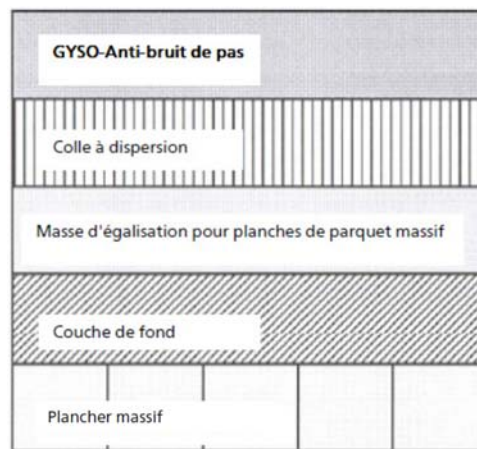 GYSO-Anti-bruit de pas
Colle à dispersion
Masse d'égalisation pour planches de parquet massif
Couche de fond
Plancher massif